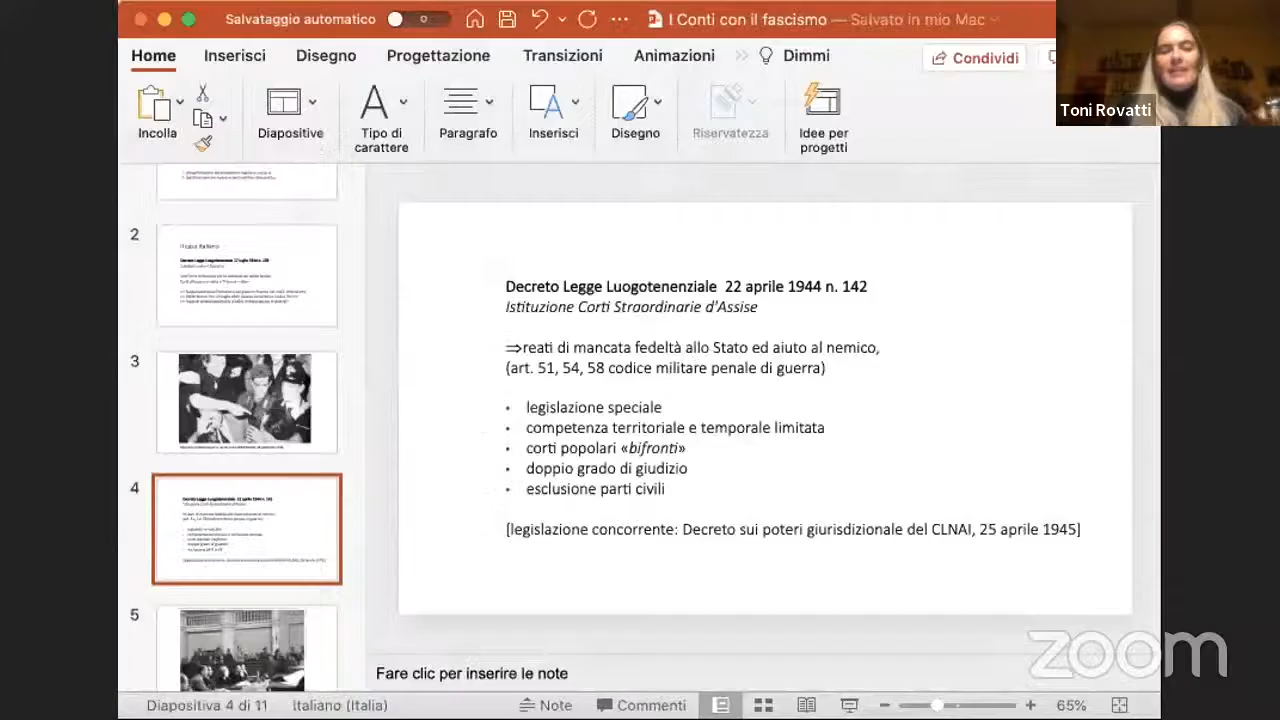 Salvataggio automatico
I Conti con il fascismo — Salvato in mio Mac
Home Inserisci Disegno Progettazione Transizioni Animazioni Dimmi Condividi
Toni Rovatti
Incolla Diapositive Tipo di carattere Paragrafo Inserisci Disegno Riservatezza Idee per progetti
2
3
4
5
Decreto Legge Luogotenenziale 22 aprile 1944 n. 142
Istituzione Corti Straordinarie d'Assise
⇒reati di mancata fedeltà allo Stato ed aiuto al nemico,
(art. 51, 54, 58 codice militare penale di guerra)
• legislazione speciale
• competenza territoriale e temporale limitata
• corti popolari «bifronti»
• doppio grado di giudizio
• esclusione parti civili
[legislazione concorrente: Decreto sui poteri giurisdizionale del CLNAI, 25 aprile 1945]
zoom
Fare clic per inserire le note
Diapositiva 4 di 11 Italiano (Italia) Note Commenti 65%